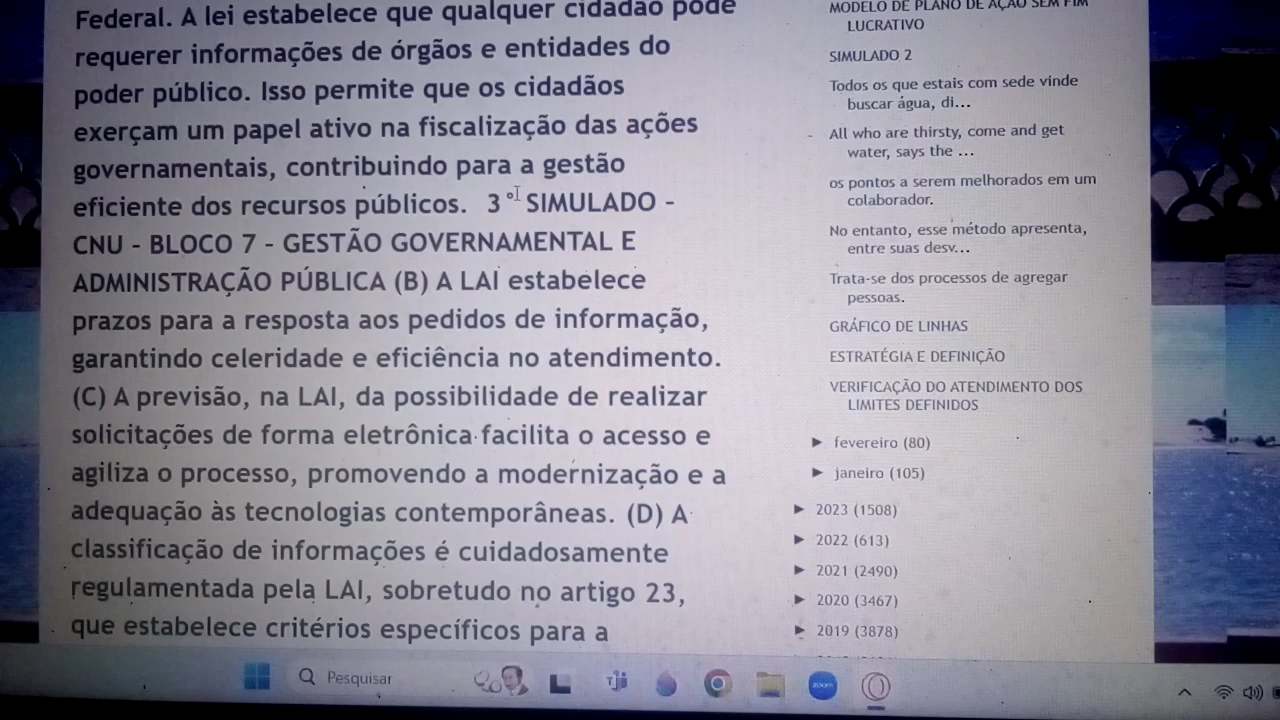 Federal. A lei estabelece que qualquer cidadão pode
requerer informações de órgãos e entidades do
poder público. Isso permite que os cidadãos
exerçam um papel ativo na fiscalização das ações
governamentais, contribuindo para a gestão
eficiente dos recursos públicos. 3 º SIMULADO -
CNU - BLOCO 7 - GESTÃO GOVERNAMENTAL E
ADMINISTRAÇÃO PÚBLICA (B) A LAI estabelece
prazos para a resposta aos pedidos de informação,
garantindo celeridade e eficiência no atendimento.
(C) A previsão, na LAI, da possibilidade de realizar
solicitações de forma eletrônica facilita o acesso e
agiliza o processo, promovendo a modernização e a
adequação às tecnologias contemporâneas. (D) A
classificação de informações é cuidadosamente
regulamentada pela LAI, sobretudo no artigo 23,
que estabelece critérios específicos para a
MODELO DE PLANO DE AÇÃO SEM FIM
LUCRATIVO
SIMULADO 2
Todos os que estais com sede vinde
buscar água, di...
- All who are thirsty, come and get
water, says the ...
os pontos a serem melhorados em um
colaborador.
No entanto, esse método apresenta,
entre suas desv...
Trata-se dos processos de agregar
pessoas.
GRÁFICO DE LINHAS
ESTRATÉGIA E DEFINIÇÃO
VERIFICAÇÃO DO ATENDIMENTO DOS
LIMITES DEFINIDOS
► fevereiro (80)
► janeiro (105)
► 2023 (1508)
► 2022 (613)
► 2021 (2490)
► 2020 (3467)
► 2019 (3878)
Pesquisar
zoom